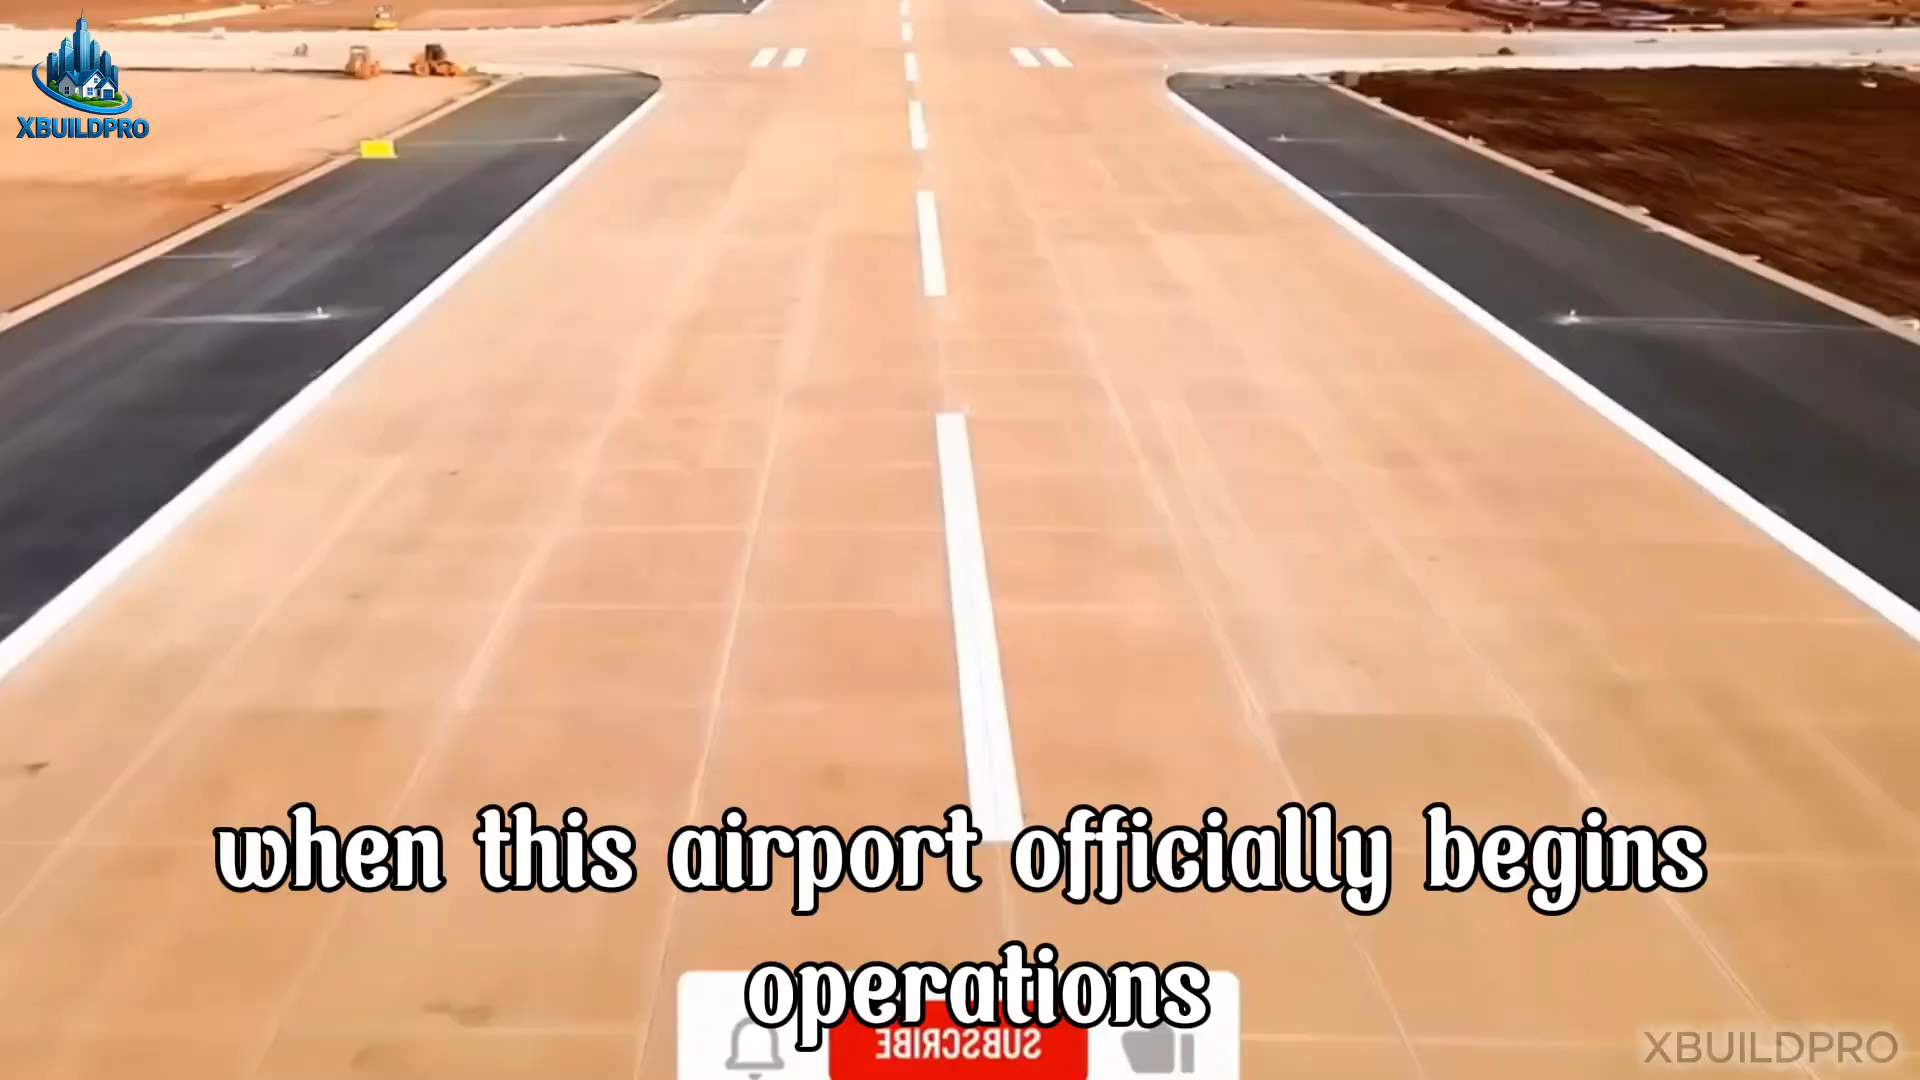 XBUILDPRO
when this airport officially begins
operations
SUBSCRIBE
XBUILDPRO